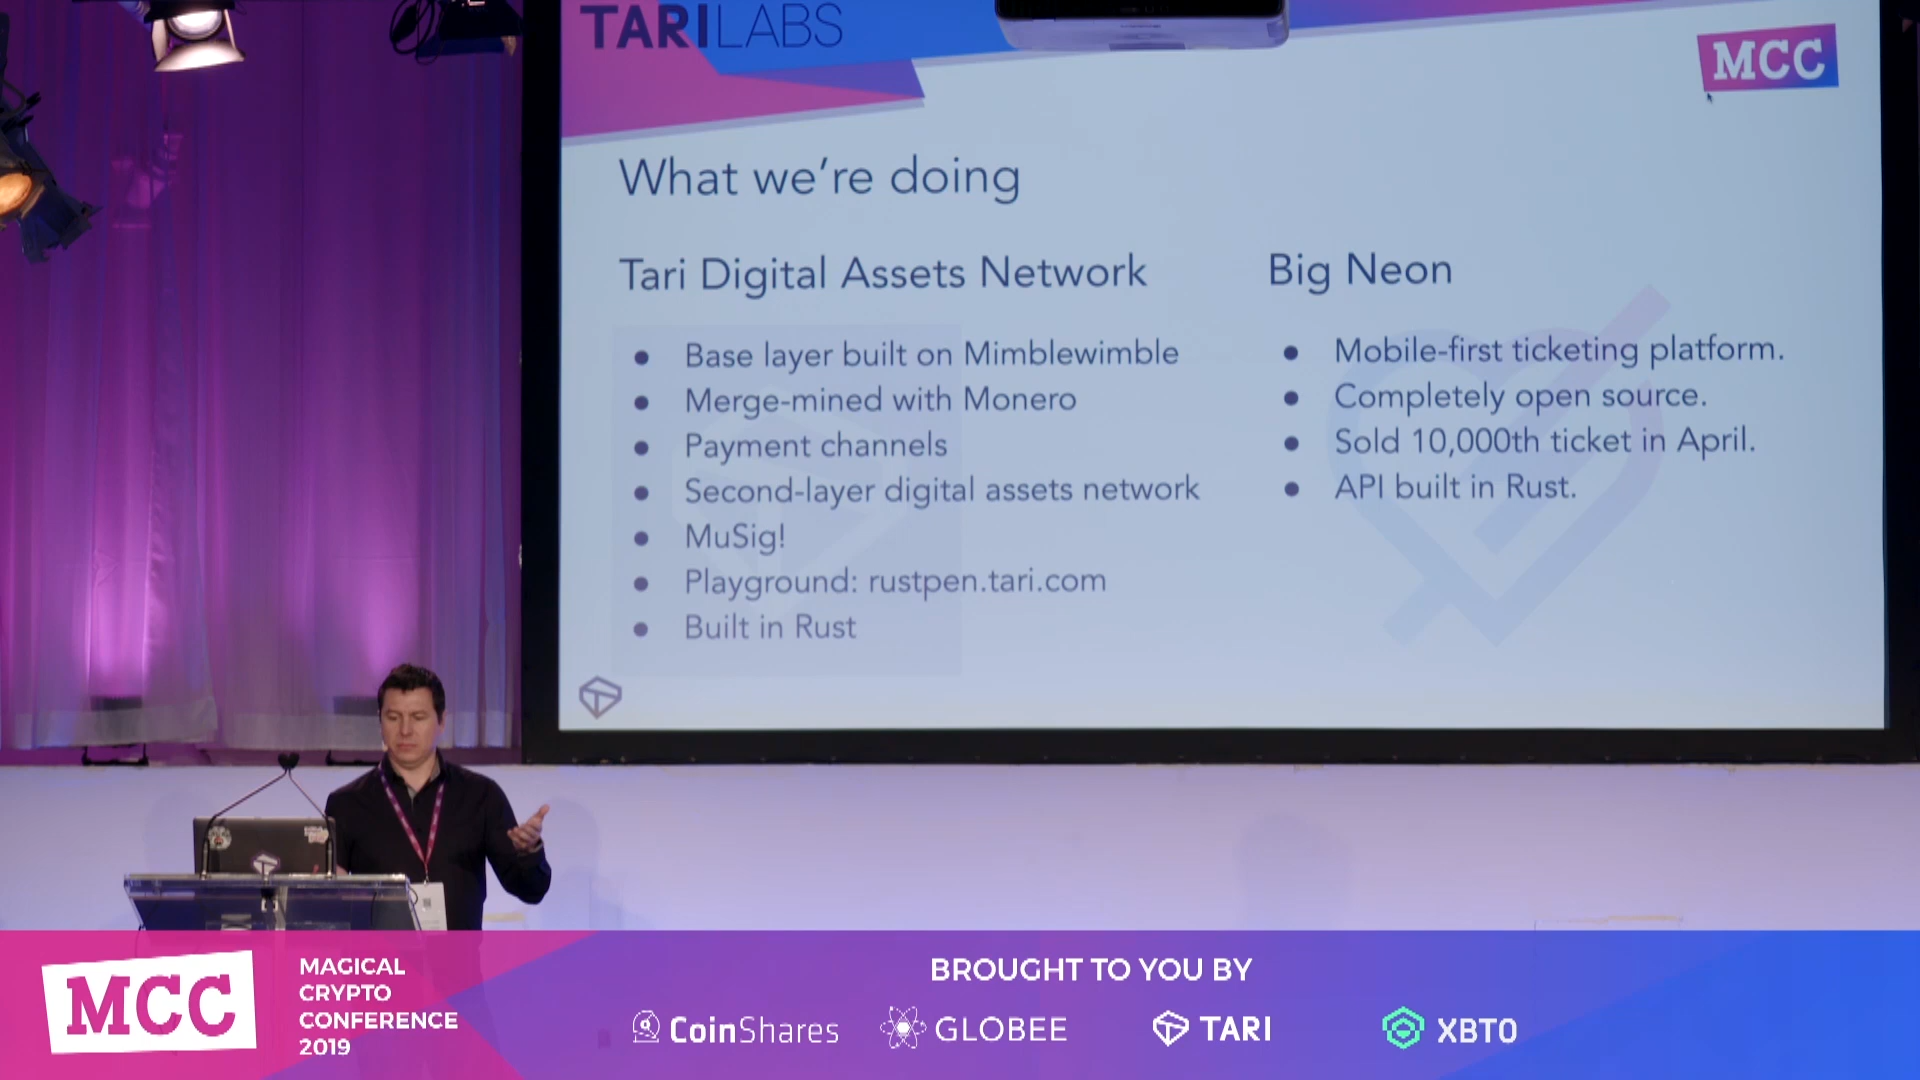 TARILABS
MCC
What we're doing
Tari Digital Assets Network
● Base layer built on Mimblewimble
● Merge-mined with Monero
● Payment channels
● Second-layer digital assets network
● MuSig!
● Playground: rustpen.tari.com
● Built in Rust
Big Neon
● Mobile-first ticketing platform.
● Completely open source.
● Sold 10,000th ticket in April.
● API built in Rust.
MCC
MAGICAL
CRYPTO
CONFERENCE
2019
BROUGHT TO YOU BY
CoinShares
GLOBEE
TARI
XBTO